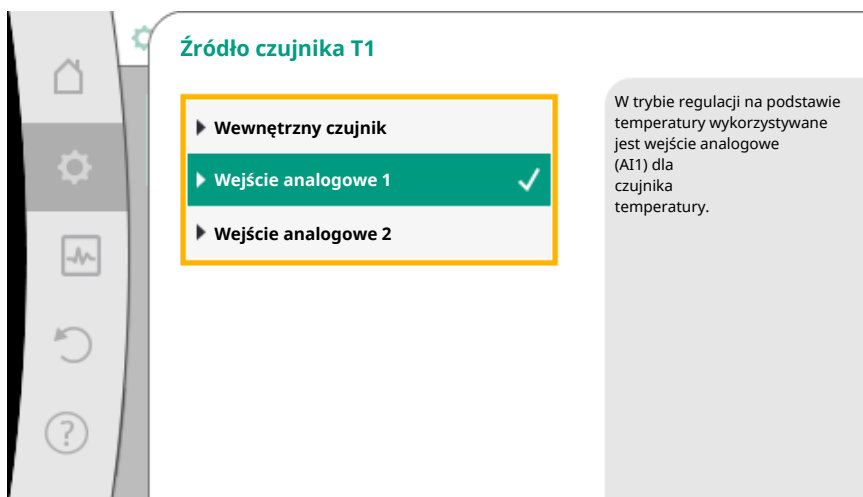 Źródło czujnika T1
Wewnętrzny czujnik
Wejście analogowe 1
Wejście analogowe 2
W trybie regulacji na podstawie
temperatury wykorzystywane
jest wejście analogowe
(AI1) dla
czujnika
temperatury.
?